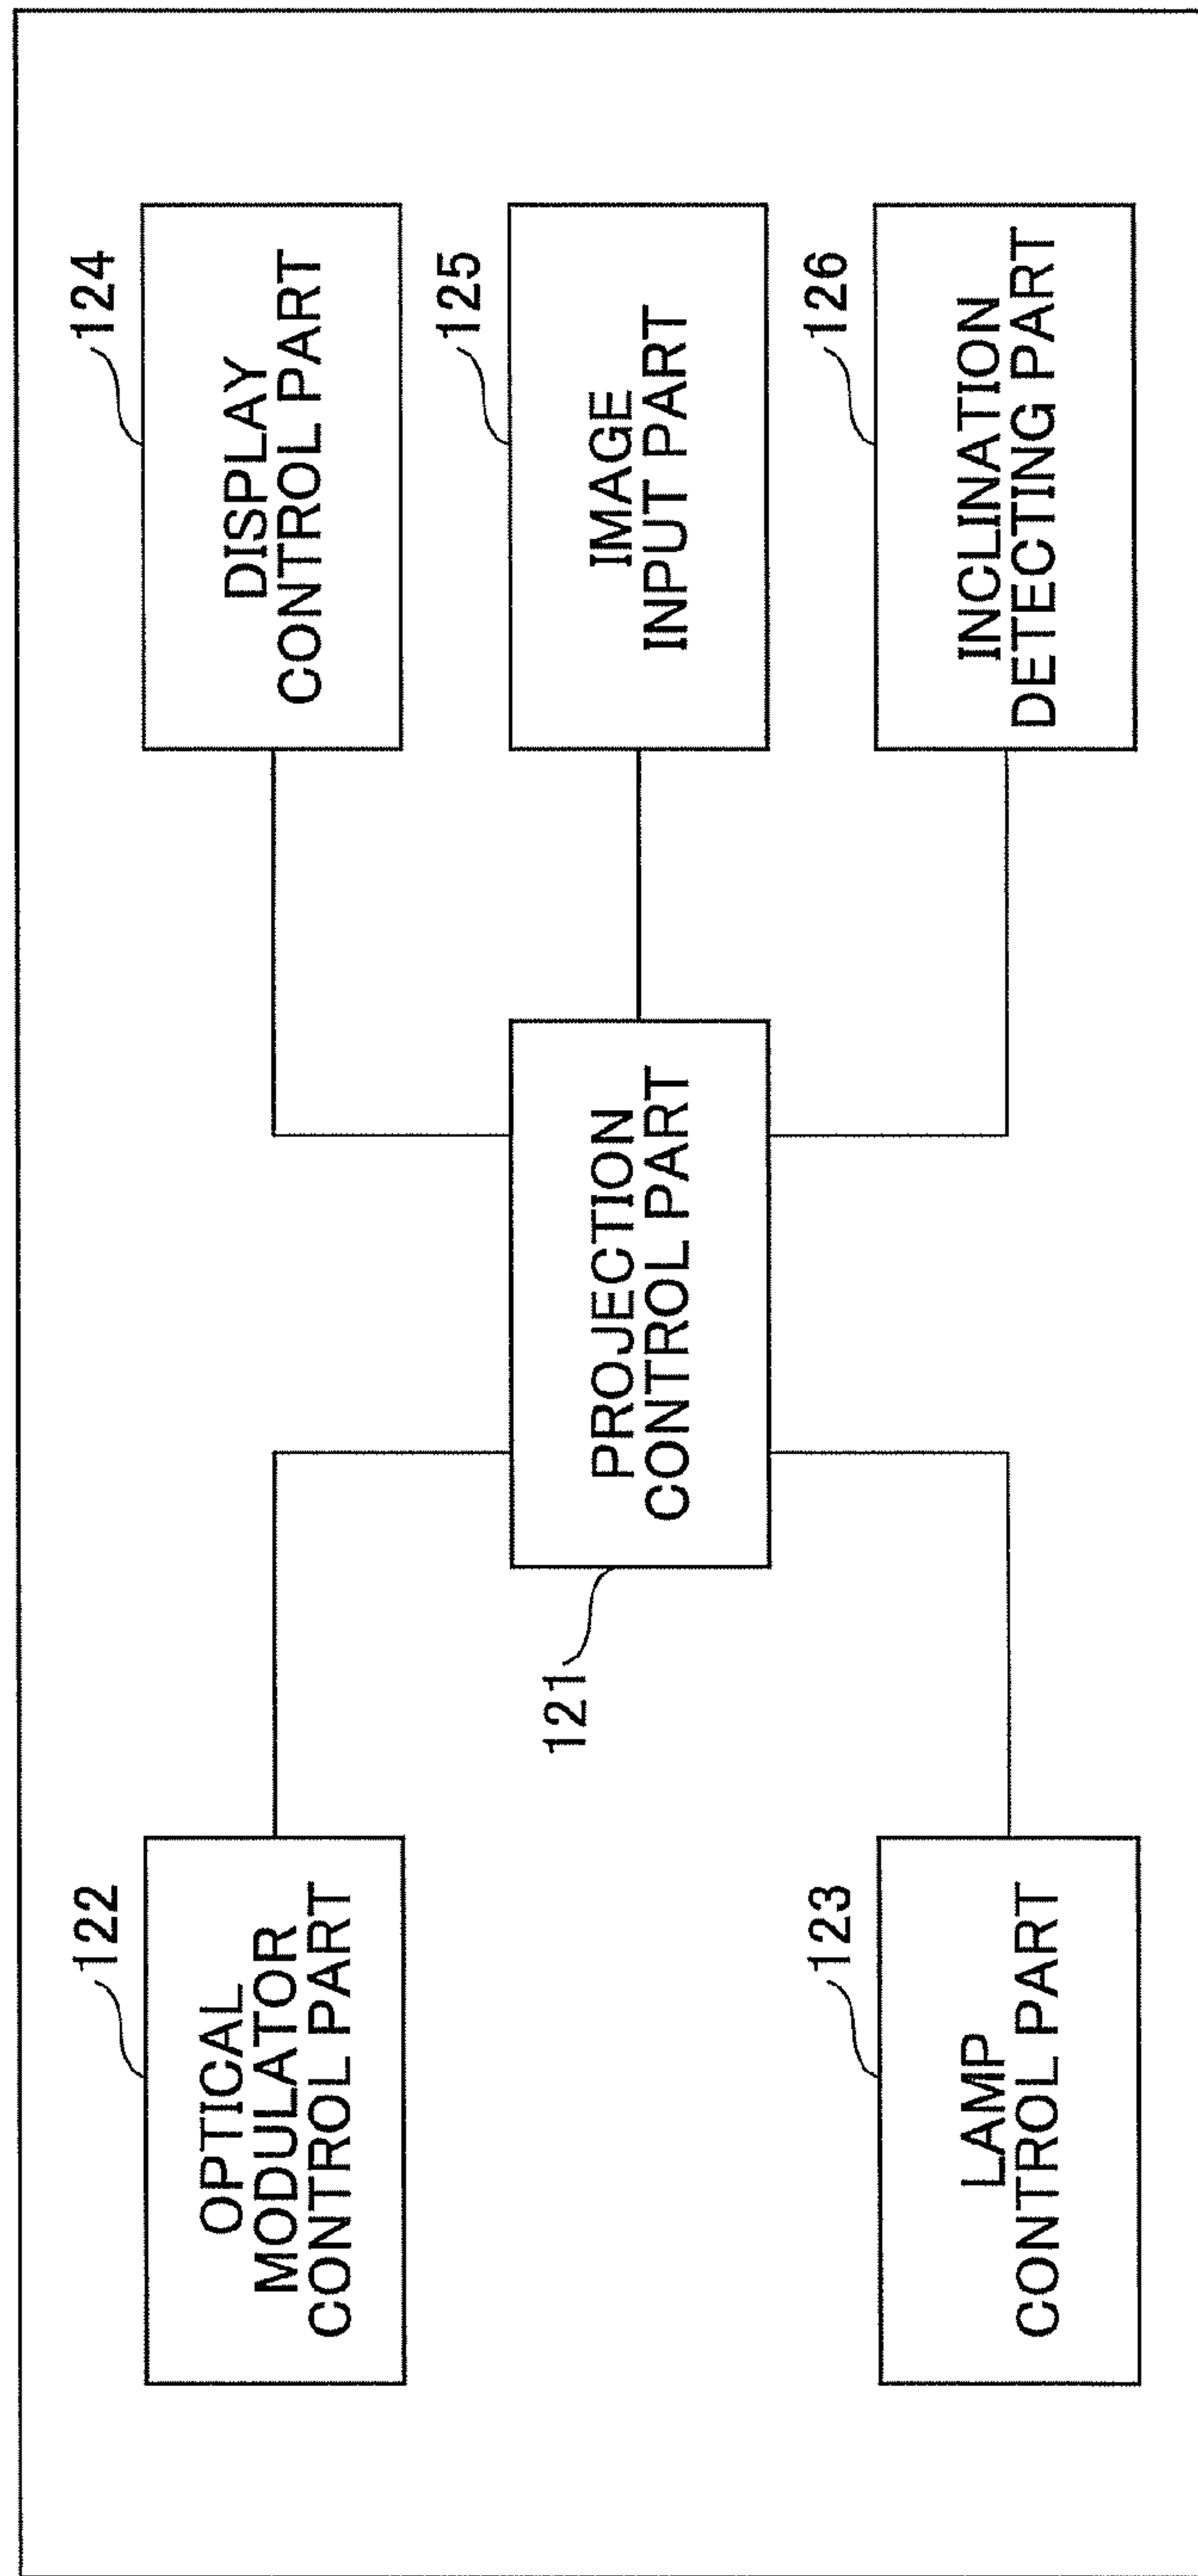 122
OPTICAL
MODULATOR
CONTROL PART
124
DISPLAY
CONTROL PART
121
PROJECTION
CONTROL PART
125
IMAGE
INPUT PART
123
LAMP
CONTROL PART
126
INCLINATION
DETECTING PART